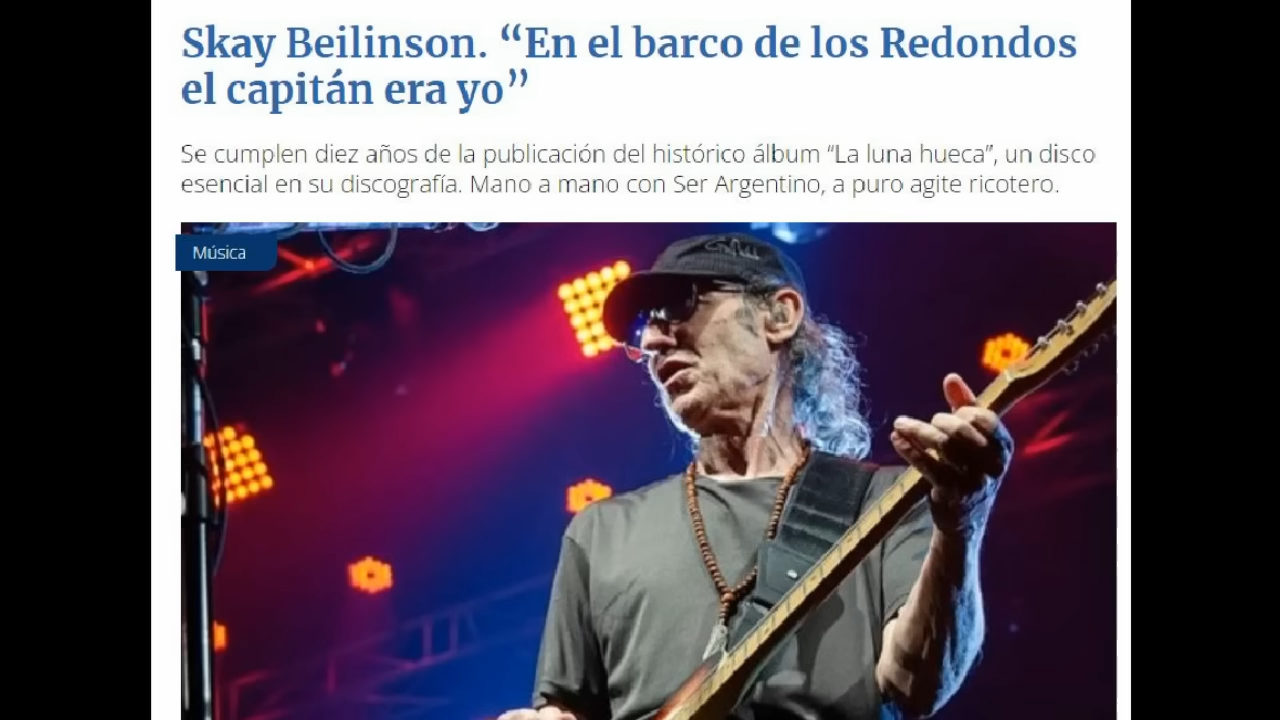 Skay Beilinson. “En el barco de los Redondos
el capitán era yo”
Se cumplen diez años de la publicación del histórico álbum “La luna hueca”, un disco
esencial en su discografía. Mano a mano con Ser Argentino, a puro agite ricotero.
Música